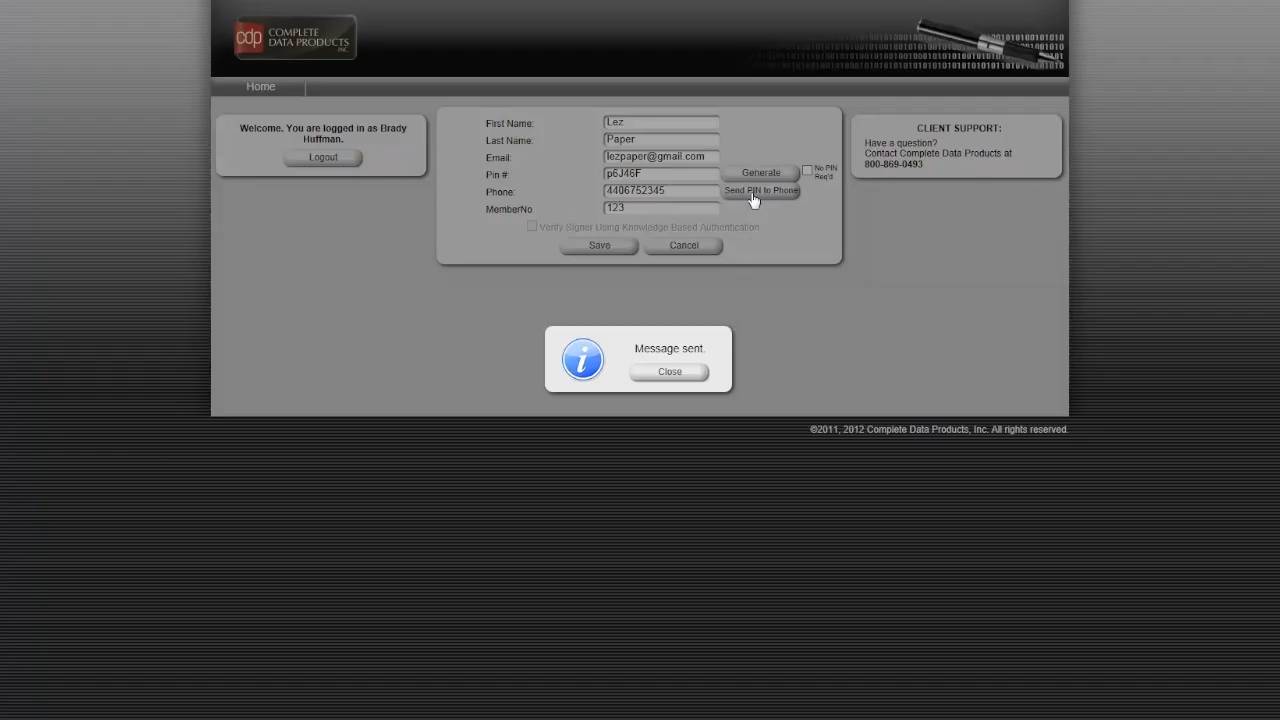 cdp COMPLETE
DATA PRODUCTS
INC.
Home
Welcome. You are logged in as Brady
Huffman.
Logout
First Name: Lez
Last Name: Paper
Email: lezpaper@gmail.com
Pin #: p6J46F Generate No PIN
Req'd
Phone: 4406752345 Send PIN to Phone
MemberNo 123
Verify Signer Using Knowledge Based Authentication
Save Cancel
CLIENT SUPPORT:
Have a question?
Contact Complete Data Products at
800-869-0493
Message sent.
Close
©2011, 2012 Complete Data Products, Inc. All rights reserved.